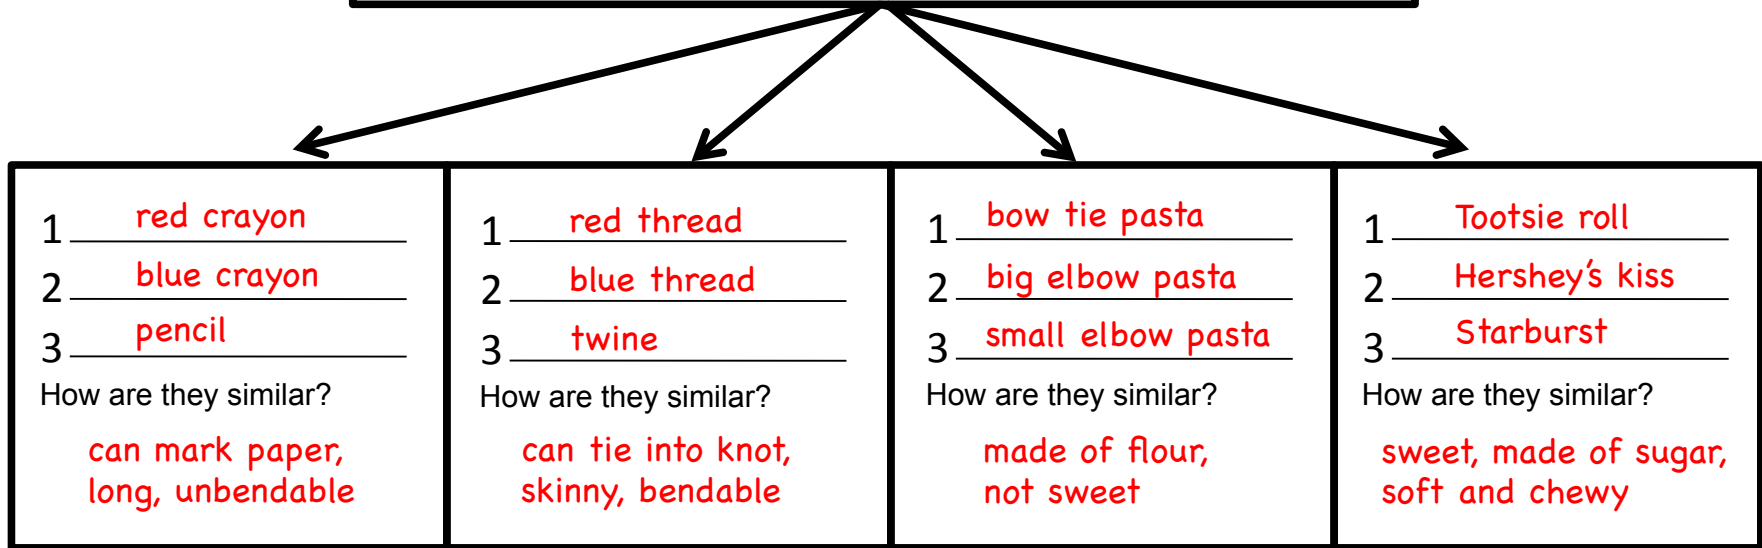 1 red crayon
2 blue crayon
3 pencil
How are they similar?
can mark paper,
long, unbendable
1 red thread
2 blue thread
3 twine
How are they similar?
can tie into knot,
skinny, bendable
1 bow tie pasta
2 big elbow pasta
3 small elbow pasta
How are they similar?
made of flour,
not sweet
1 Tootsie roll
2 Hershey's kiss
3 Starburst
How are they similar?
sweet, made of sugar,
soft and chewy